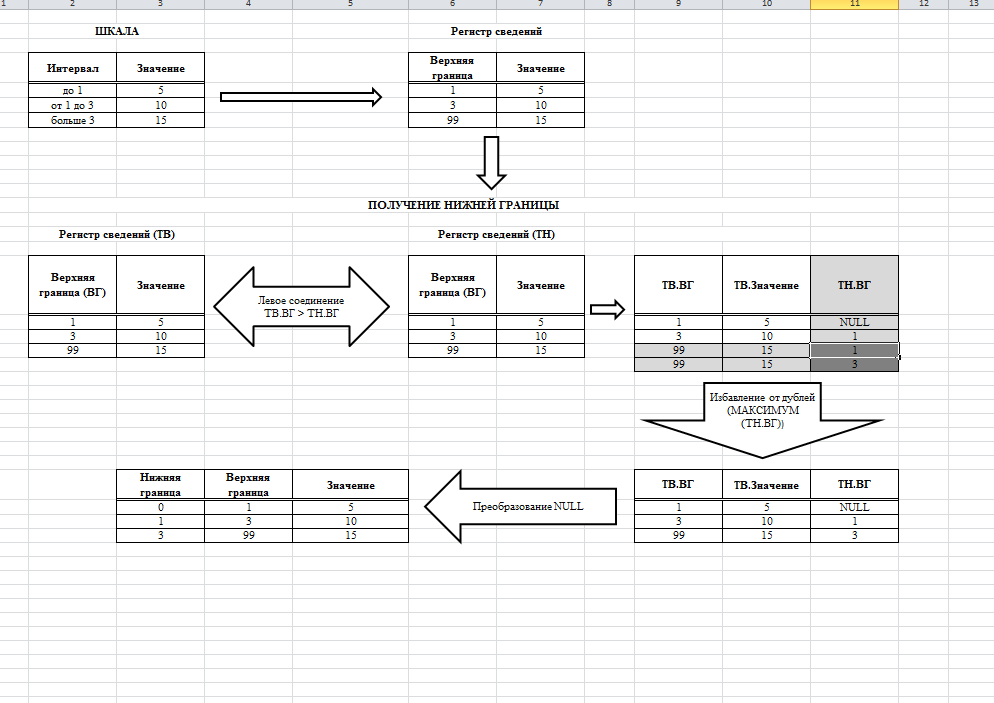 1 2 3 4 5 6 7 8 9 10 11 12 13
ШКАЛА
Регистр сведений
Интервал Значение
до 1 5
от 1 до 3 10
больше 3 15
Верхняя
граница Значение
1 5
3 10
99 15
ПОЛУЧЕНИЕ НИЖНЕЙ ГРАНИЦЫ
Регистр сведений (ТВ)
Регистр сведений (ТН)
Верхняя
граница (ВГ) Значение
1 5
3 10
99 15
Левое соединение
ТВ.ВГ > ТН.ВГ
Верхняя
граница (ВГ) Значение
1 5
3 10
99 15
ТВ.ВГ ТВ.Значение ТН.ВГ
1 5 NULL
3 10 1
99 15 1
99 15 3
Избавление от дублей
(МАКСИМУМ
(ТН.ВГ))
ТВ.ВГ ТВ.Значение ТН.ВГ
1 5 NULL
3 10 1
99 15 3
Преобразование NULL
Нижняя Верхняя
граница граница Значение
0 1 5
1 3 10
3 99 15